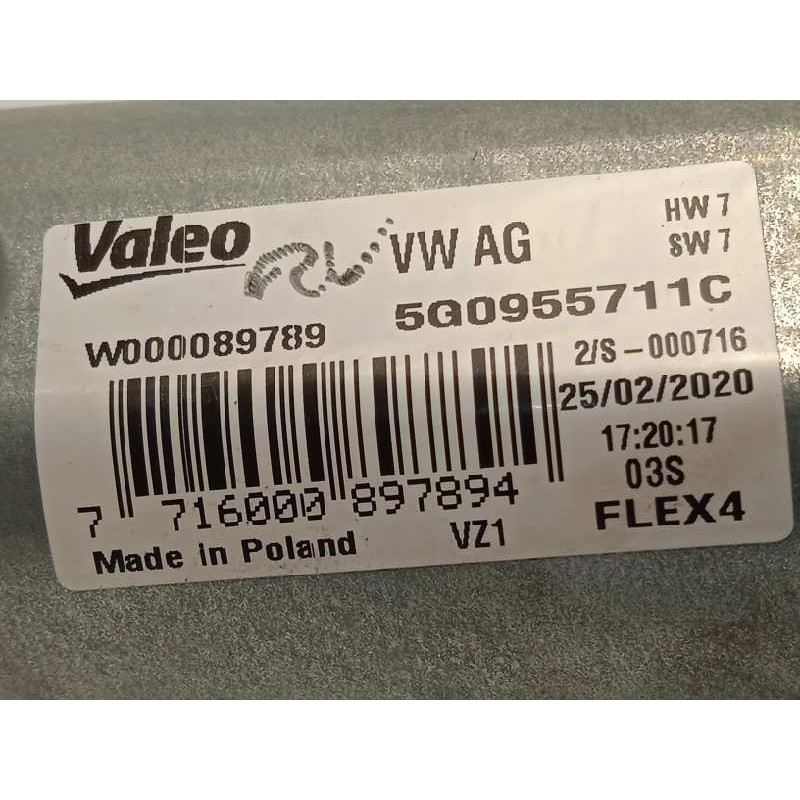 Valeo
VW AG
HW 7
SW 7
5G0955711C
W000089789
2/S-000716
25/02/2020
17:20:17
03S
7 716000 897894
FLEX4
Made in Poland
VZ1